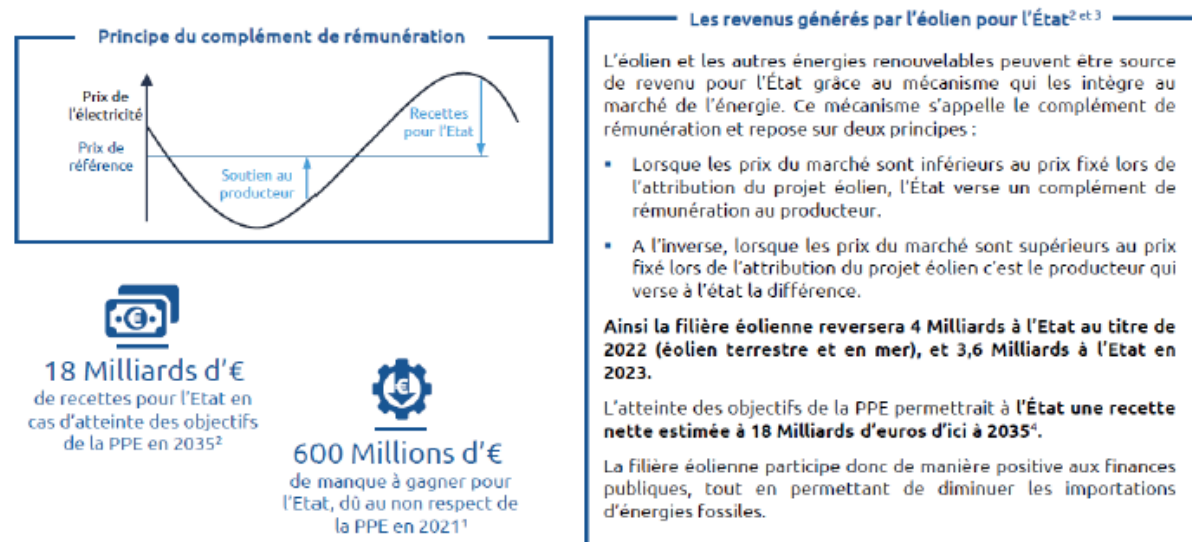 Principe du complément de rémunération
Prix de
l'électricité
Prix de
référence
Soutien au
producteur
Recettes
pour l'Etat
18 Milliards d'€
de recettes pour l'Etat en
cas d'atteinte des objectifs
de la PPE en 2035²
600 Millions d'€
de manque à gagner pour
l'Etat, dû au non respect de
la PPE en 2021¹
Les revenus générés par l'éolien pour l'État² ᵉᵗ ³
L'éolien et les autres énergies renouvelables peuvent être source
de revenu pour l'État grâce au mécanisme qui les intègre au
marché de l'énergie. Ce mécanisme s'appelle le complément de
rémunération et repose sur deux principes :
▪ Lorsque les prix du marché sont inférieurs au prix fixé lors de
l'attribution du projet éolien, l'État verse un complément de
rémunération au producteur.
▪ A l'inverse, lorsque les prix du marché sont supérieurs au prix
fixé lors de l'attribution du projet éolien c'est le producteur qui
verse à l'état la différence.
Ainsi la filière éolienne reversera 4 Milliards à l'Etat au titre de
2022 (éolien terrestre et en mer), et 3,6 Milliards à l'Etat en
2023.
L'atteinte des objectifs de la PPE permettrait à l'État une recette
nette estimée à 18 Milliards d'euros d'ici à 2035⁴.
La filière éolienne participe donc de manière positive aux finances
publiques, tout en permettant de diminuer les importations
d'énergies fossiles.